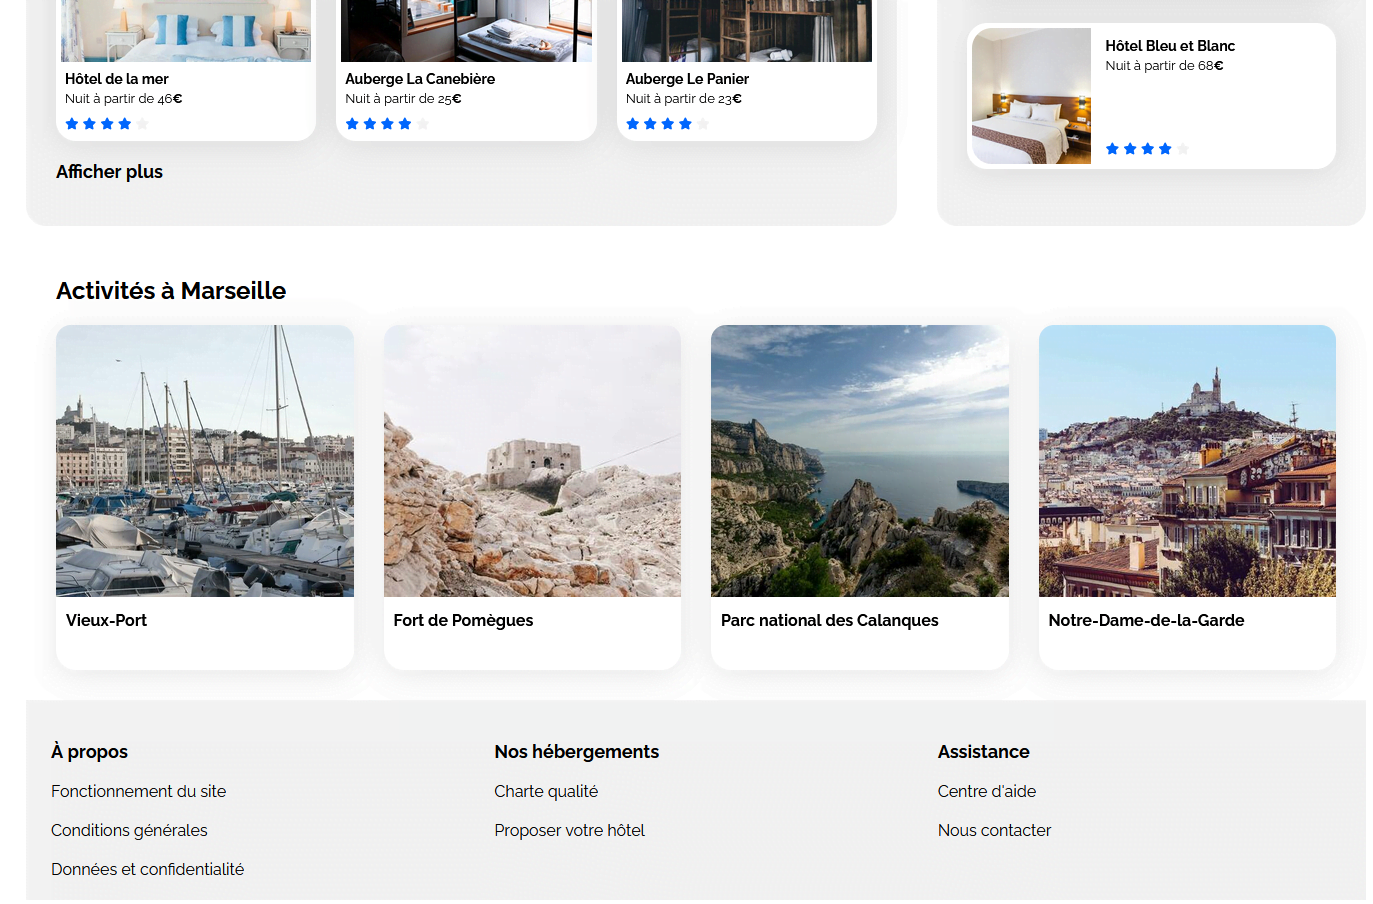 Hôtel de la mer
Nuit à partir de 46€
Auberge La Canebière
Nuit à partir de 25€
Auberge Le Panier
Nuit à partir de 23€
Afficher plus
Hôtel Bleu et Blanc
Nuit à partir de 68€
Activités à Marseille
Vieux-Port
Fort de Pomègues
Parc national des Calanques
Notre-Dame-de-la-Garde
À propos
Fonctionnement du site
Conditions générales
Données et confidentialité
Nos hébergements
Charte qualité
Proposer votre hôtel
Assistance
Centre d'aide
Nous contacter